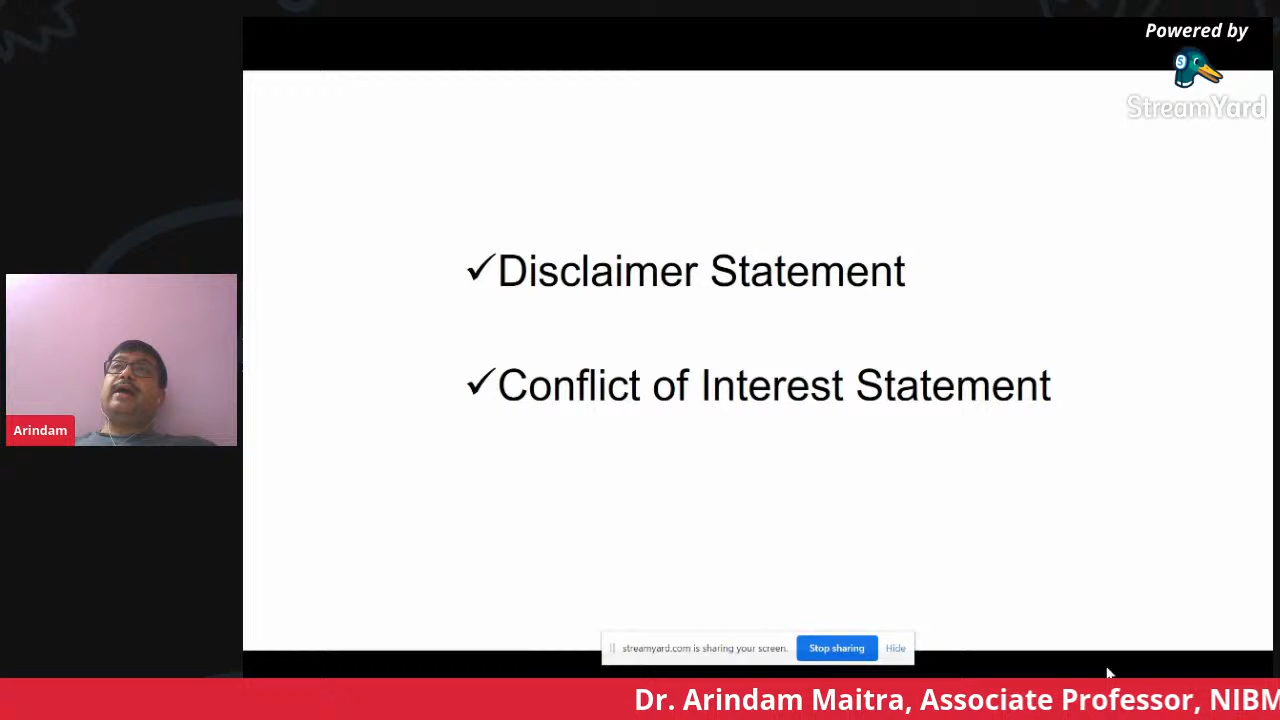 Powered by
StreamYard
✓Disclaimer Statement
✓Conflict of Interest Statement
Arindam
streamyard.com is sharing your screen.
Stop sharing
Hide
Dr. Arindam Maitra, Associate Professor, NIBM